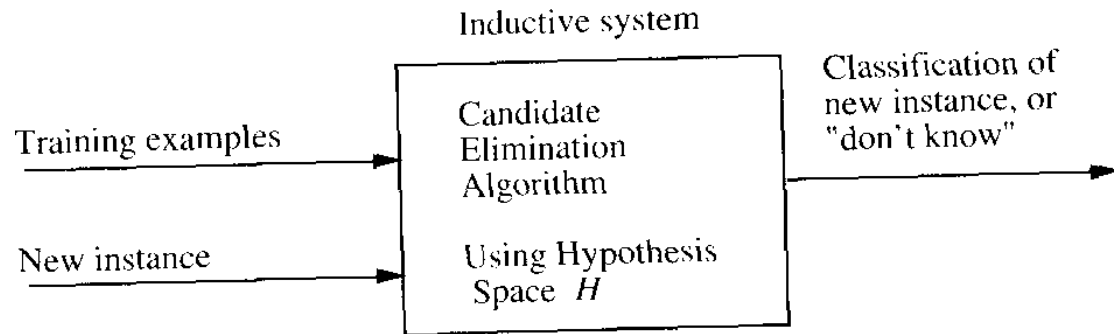 Inductive system
Training examples
New instance
Candidate
Elimination
Algorithm
Using Hypothesis
Space H
Classification of
new instance, or
"don't know"